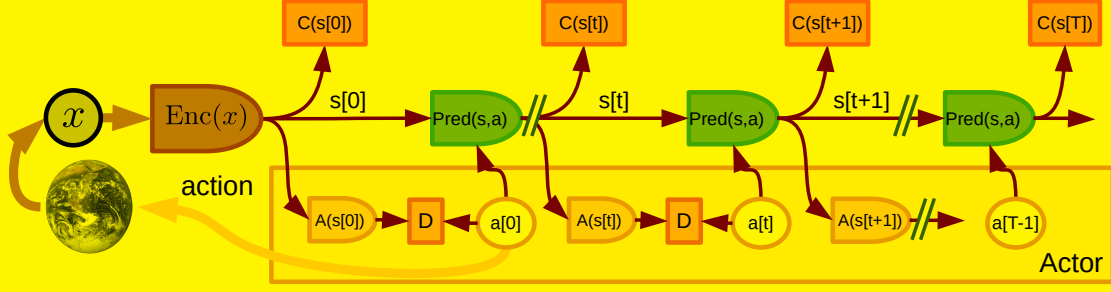 C(s[0])
C(s[t])
C(s[t+1])
C(s[T])
x
Enc(x)
s[0]
Pred(s,a)
s[t]
Pred(s,a)
s[t+1]
Pred(s,a)
action
A(s[0])
D
a[0]
A(s[t])
D
a[t]
A(s[t+1])
a[T-1]
Actor